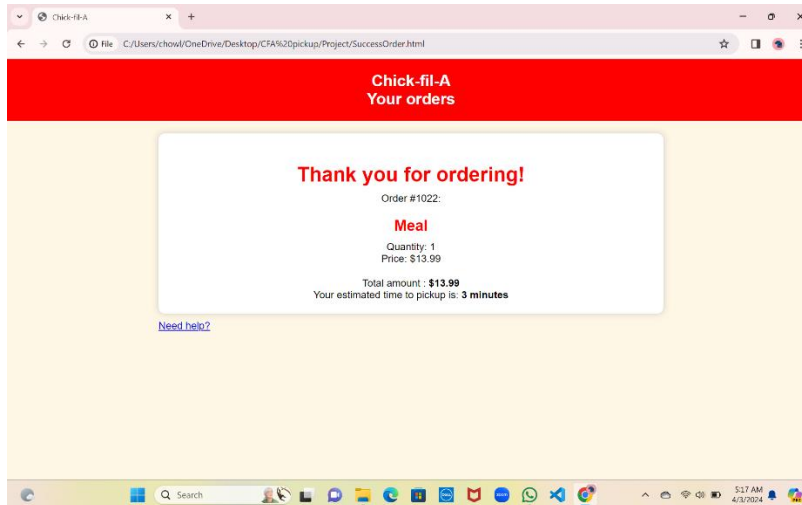 Chick-fil-A
File C:/Users/chowl/OneDrive/Desktop/CFA%20pickup/Project/SuccessOrder.html
Chick-fil-A
Your orders
Thank you for ordering!
Order #1022:
Meal
Quantity: 1
Price: $13.99
Total amount : $13.99
Your estimated time to pickup is: 3 minutes
Need help?
Search
5:17 AM
4/3/2024